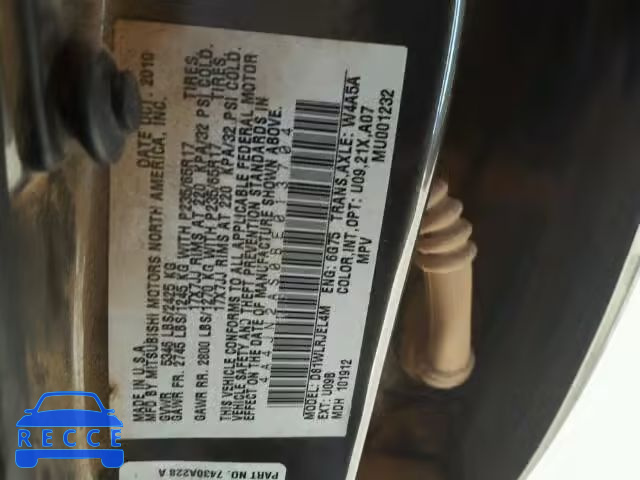 MADE IN U.S.A. DATE OCT. 2010
MFD BY MITSUBISHI MOTORS NORTH AMERICA, INC.
GVWR 5346 LBS/2425 KG
GAWR FR. 2745 LBS/1245 KG WITH P235/65R17 TIRES,
17X7JJ RIMS AT 220 KPA/32 PSI COLD.
GAWR RR. 2800 LBS/1270 KG WITH P235/65R17 TIRES,
17X7JJ RIMS AT 220 KPA/32 PSI COLD.
THIS VEHICLE CONFORMS TO ALL APPLICABLE FEDERAL MOTOR
VEHICLE SAFETY AND THEFT PREVENTION STANDARDS IN
EFFECT ON THE DATE OF MANUFACTURE SHOWN ABOVE.
4A4JN2AS0BE013704
MODEL: D81WLRJEL4M ENG: 6G75 TRANS,AXLE: W4A5A
EXT: U09B COLOR,INT,OPT: U09,21X,A07
MDH 101912 MPV MU001232
PART NO. 7430A228 A
RECCE